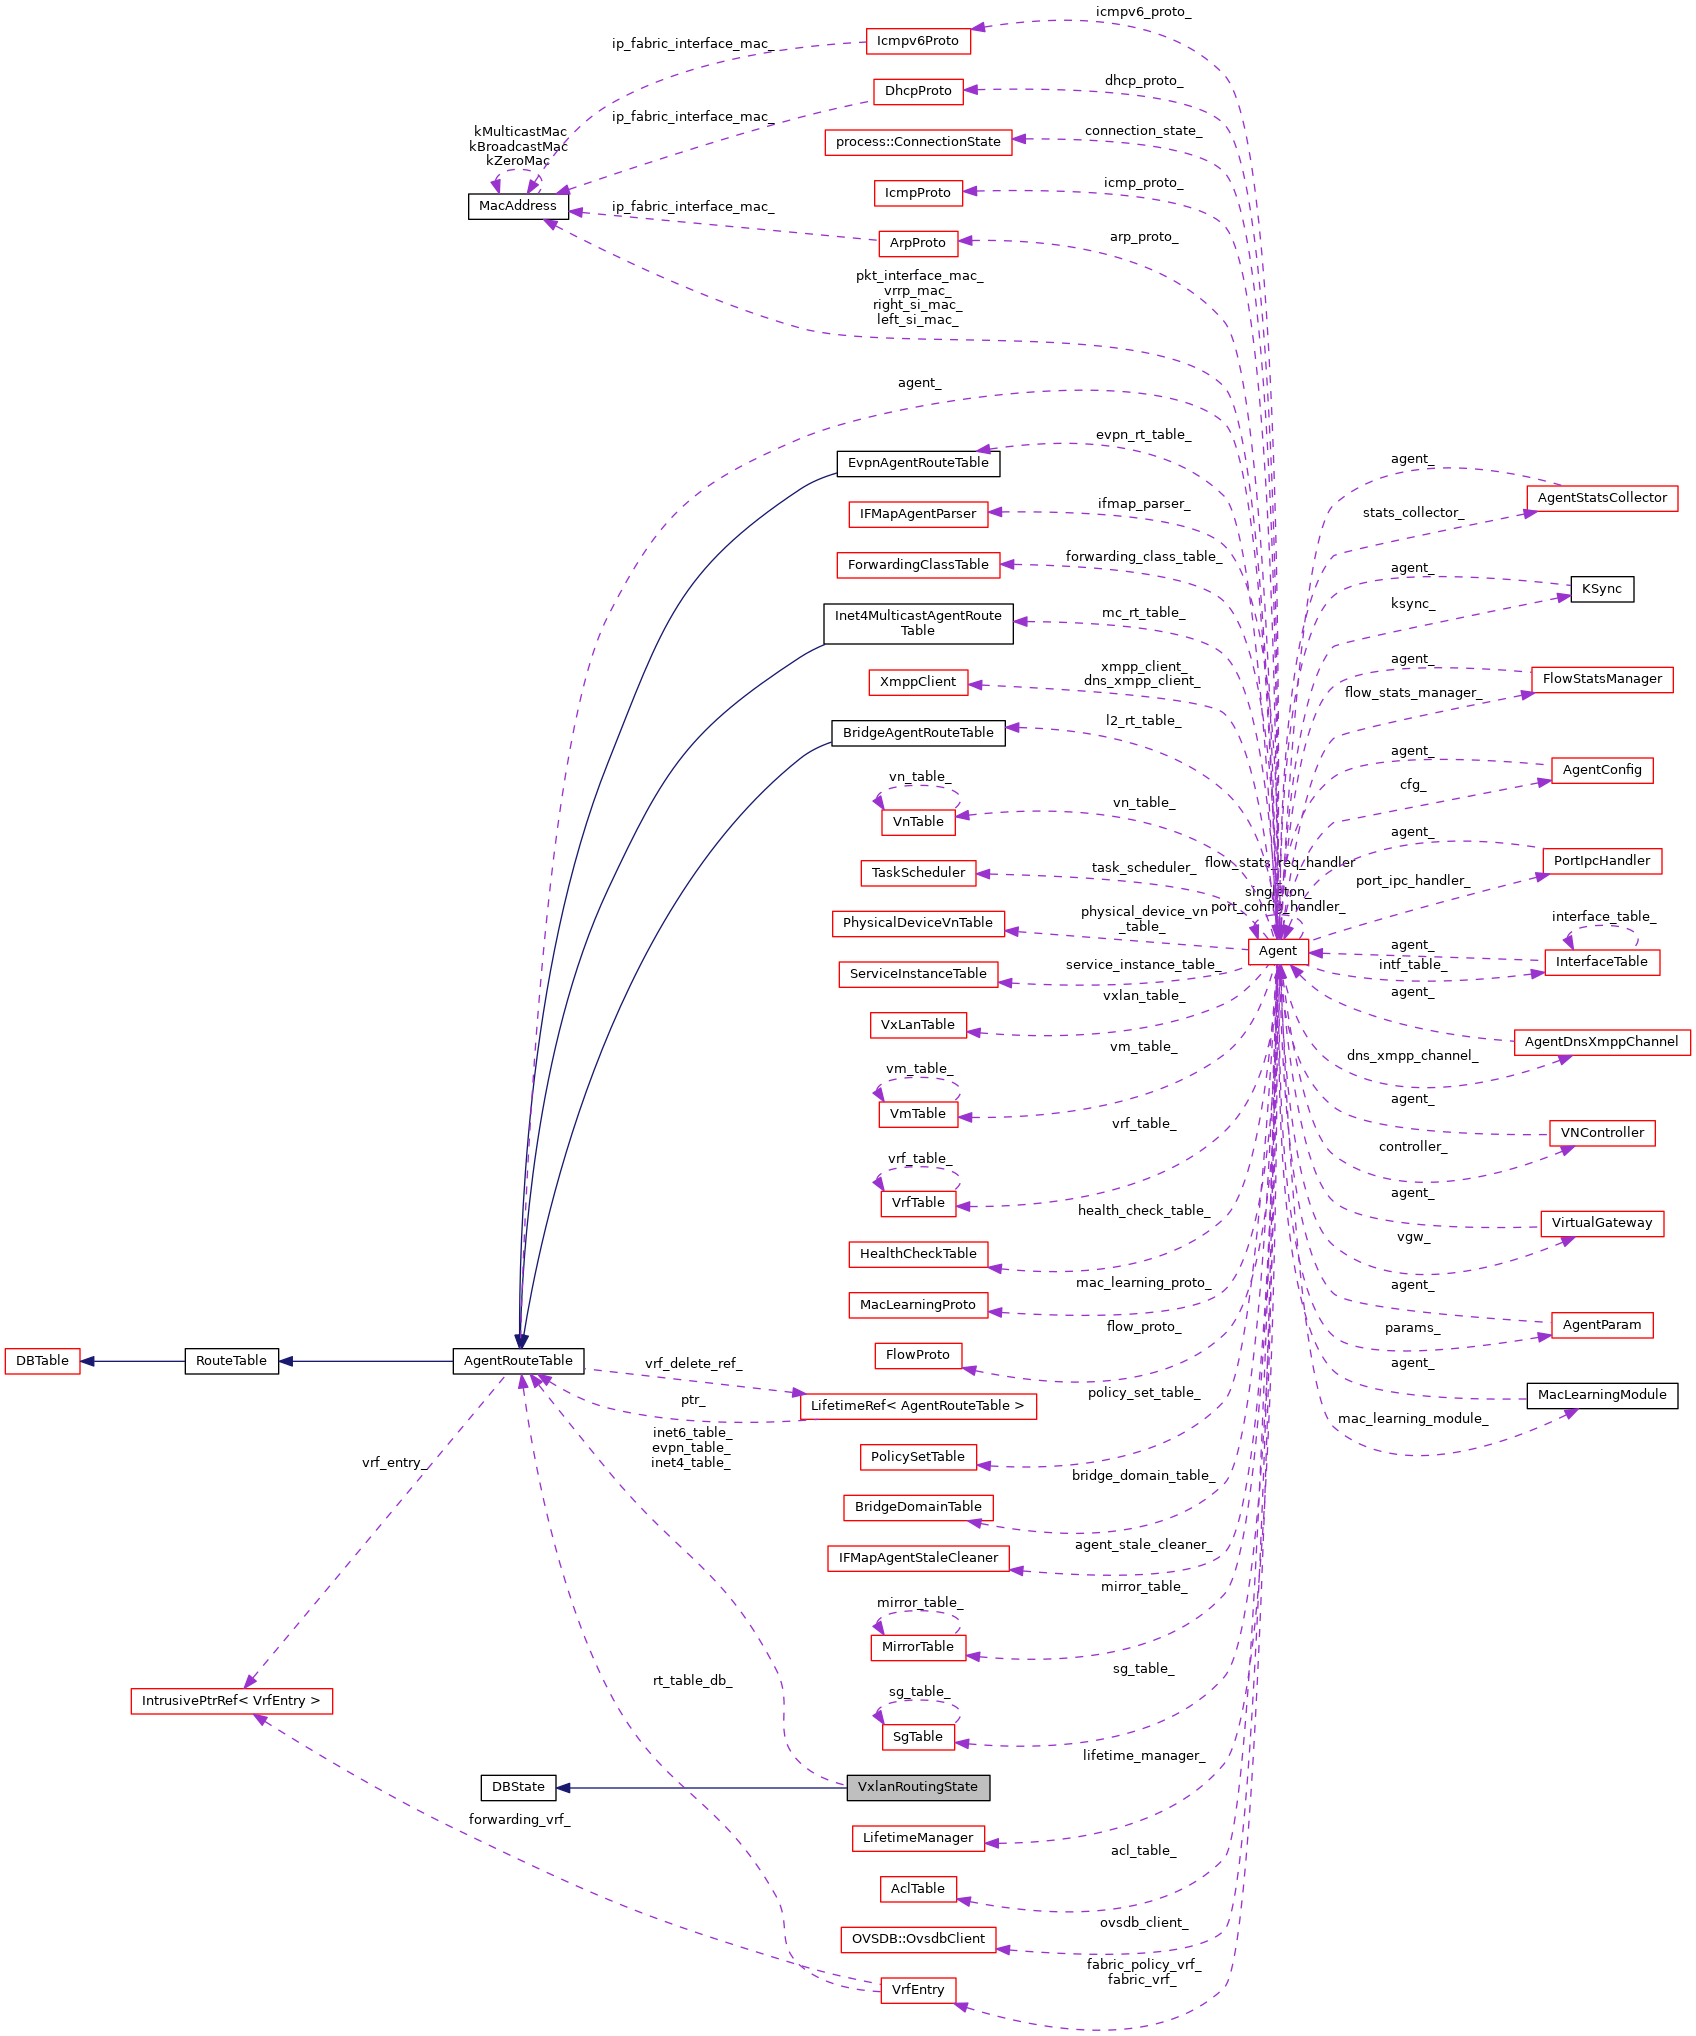 icmpv6_proto_
Icmpv6Proto
ip_fabric_interface_mac_
dhcp_proto_
DhcpProto
ip_fabric_interface_mac_
kMulticastMac
kBroadcastMac
kZeroMac
connection_state_
process::ConnectionState
MacAddress
icmp_proto_
IcmpProto
ip_fabric_interface_mac_
arp_proto_
ArpProto
pkt_interface_mac_
vrrp_mac_
right_si_mac_
left_si_mac_
agent_
evpn_rt_table_
EvpnAgentRouteTable
agent_
AgentStatsCollector
stats_collector_
ifmap_parser_
IFMapAgentParser
forwarding_class_table_
ForwardingClassTable
agent_
KSync
ksync_
mc_rt_table_
Inet4MulticastAgentRoute
Table
xmpp_client_
dns_xmpp_client_
XmppClient
agent_
FlowStatsManager
flow_stats_manager_
l2_rt_table_
BridgeAgentRouteTable
agent_
AgentConfig
cfg_
vn_table_
VnTable
vn_table_
agent_
PortIpcHandler
port_ipc_handler_
task_scheduler_
TaskScheduler
flow_stats_req_handler
_
singleton_
port_config_handler_
physical_device_vn
_table_
PhysicalDeviceVnTable
Agent
interface_table_
agent_
InterfaceTable
intf_table_
service_instance_table_
ServiceInstanceTable
vxlan_table_
VxLanTable
agent_
AgentDnsXmppChannel
dns_xmpp_channel_
vm_table_
vm_table_
VmTable
agent_
VNController
controller_
vrf_table_
vrf_table_
VrfTable
agent_
VirtualGateway
vgw_
health_check_table_
HealthCheckTable
mac_learning_proto_
MacLearningProto
agent_
AgentParam
params_
flow_proto_
FlowProto
DBTable
RouteTable
AgentRouteTable
vrf_delete_ref_
LifetimeRef< AgentRouteTable >
ptr_
agent_
MacLearningModule
mac_learning_module_
policy_set_table_
PolicySetTable
inet6_table_
evpn_table_
inet4_table_
vrf_entry_
bridge_domain_table_
BridgeDomainTable
agent_stale_cleaner_
IFMapAgentStaleCleaner
mirror_table_
mirror_table_
MirrorTable
sg_table_
rt_table_db_
IntrusivePtrRef< VrfEntry >
sg_table_
SgTable
lifetime_manager_
DBState
VxlanRoutingState
forwarding_vrf_
LifetimeManager
acl_table_
AclTable
ovsdb_client_
OVSDB::OvsdbClient
fabric_policy_vrf_
fabric_vrf_
VrfEntry